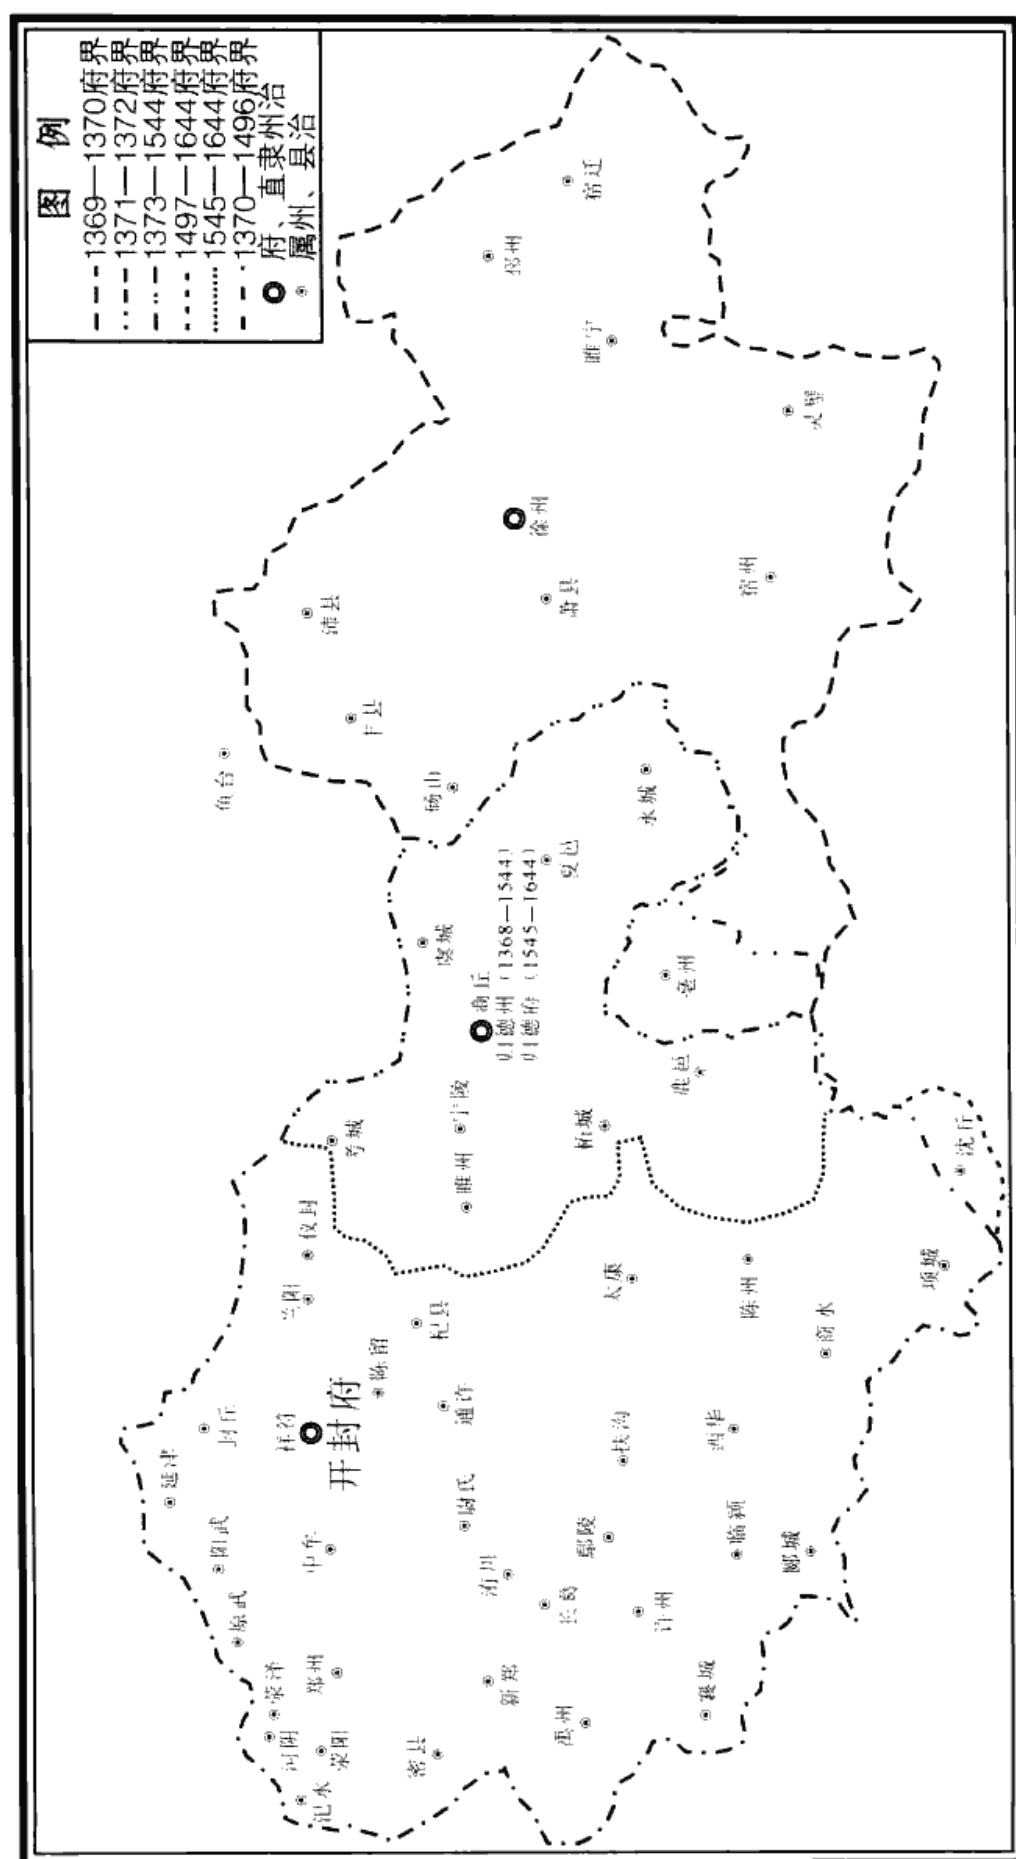 图 例
1369—1370府界
1371—1372府界
1373—1544府界
1497—1644府界
1545—1644府界
1370—1496府界
府、直隶州治
属州、县治
宿迁
邳州
睢宁
灵璧
徐州
萧县
宿州
沛县
丰县
鱼台
砀山
永城
夏邑
虞城
商丘
归德州（1368—1544）
归德府（1545—1644）
亳州
鹿邑
宁陵
柘城
考城
睢州
沈丘
仪封
兰阳
太康
陈州
项城
杞县
商水
陈留
通许
祥符
开封府
封丘
扶沟
西华
延津
尉氏
鄢陵
临颍
郾城
阳武
中牟
洧川
长葛
许州
原武
荥泽
郑州
新郑
禹州
襄城
河阴
荥阳
密县
汜水